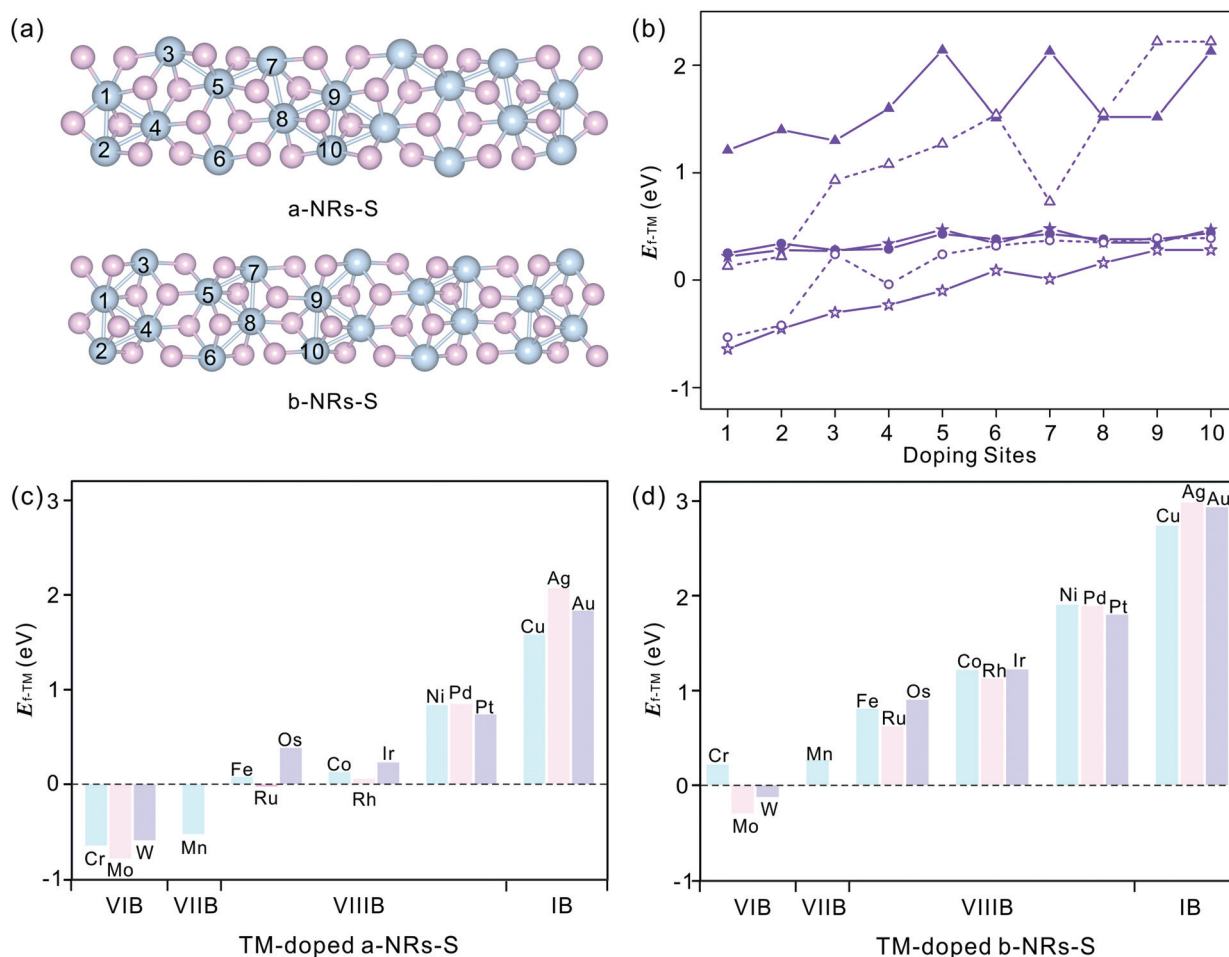 (a)
3
7
1
5
9
4
8
2
6
10
a-NRs-S
3
7
1
5
9
4
8
2
6
10
b-NRs-S
(b)
2
1
0
-1
E_f-TM (eV)
1 2 3 4 5 6 7 8 9 10
Doping Sites
(c)
3
2
1
0
-1
E_f-TM (eV)
Cr
Mo
W
Mn
Fe
Ru
Os
Co
Rh
Ir
Ni
Pd
Pt
Cu
Ag
Au
VIB VIIB VIIIB IB
TM-doped a-NRs-S
(d)
3
2
1
0
-1
E_f-TM (eV)
Cr
Mo
W
Mn
Fe
Ru
Os
Co
Rh
Ir
Ni
Pd
Pt
Cu
Ag
Au
VIB VIIB VIIIB IB
TM-doped b-NRs-S